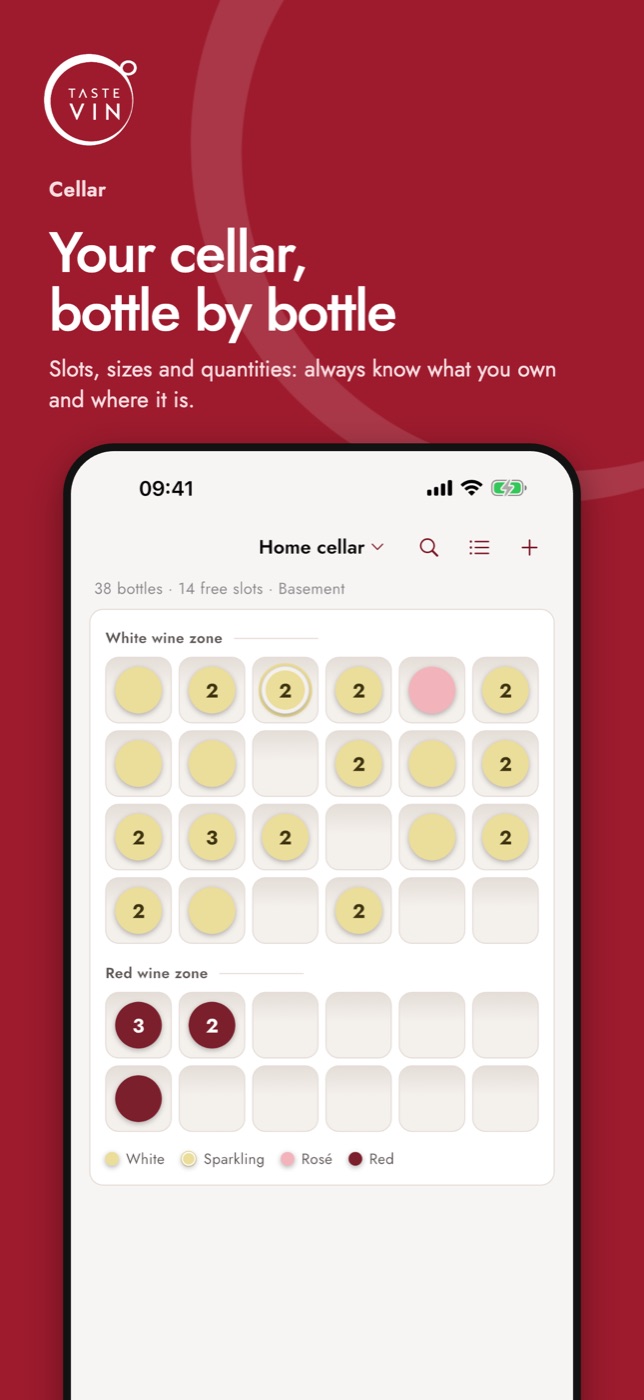 TASTE
VIN
Cellar
Your cellar,
bottle by bottle
Slots, sizes and quantities: always know what you own
and where it is.
09:41
Home cellar
38 bottles · 14 free slots · Basement
White wine zone
2 2 2 2
2 2
2 3 2 2
2 2
Red wine zone
3 2
White Sparkling Rosé Red